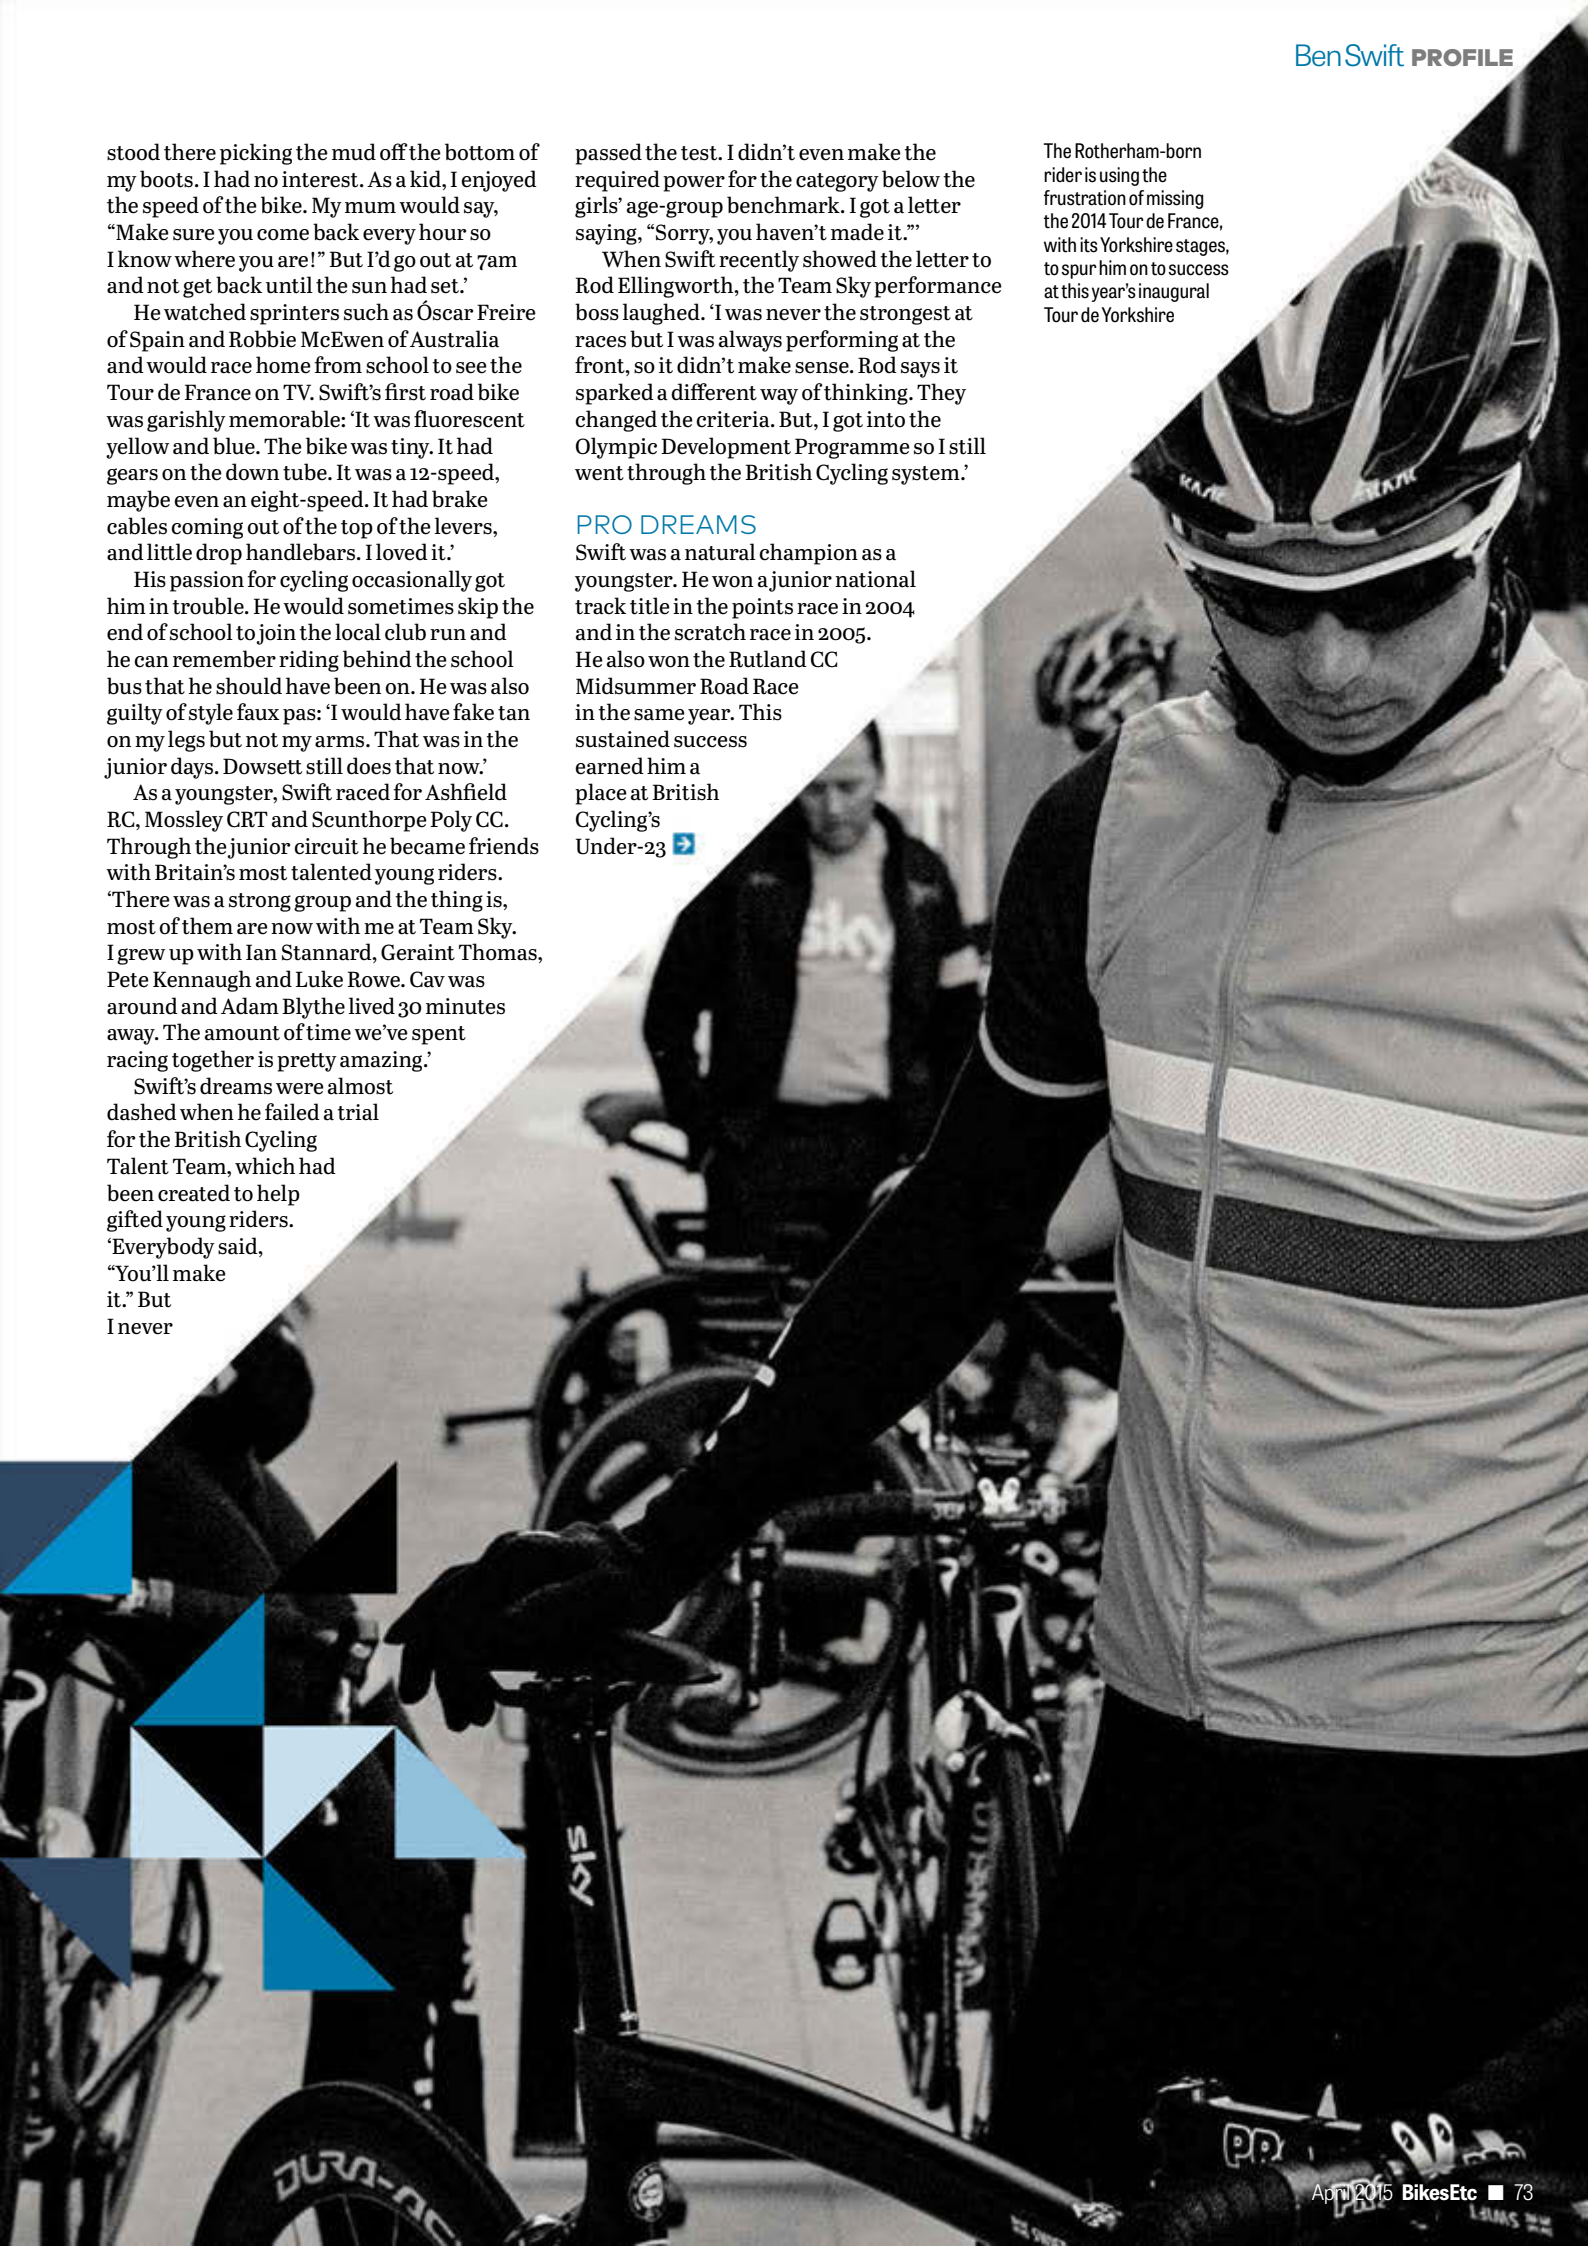 Ben Swift PROFILE
stood there picking the mud off the bottom of
my boots. I had no interest. As a kid, I enjoyed
the speed of the bike. My mum would say,
“Make sure you come back every hour so
I know where you are!” But I’d go out at 7am
and not get back until the sun had set.’
He watched sprinters such as Óscar Freire
of Spain and Robbie McEwen of Australia
and would race home from school to see the
Tour de France on TV. Swift’s first road bike
was garishly memorable: ‘It was fluorescent
yellow and blue. The bike was tiny. It had
gears on the down tube. It was a 12-speed,
maybe even an eight-speed. It had brake
cables coming out of the top of the levers,
and little drop handlebars. I loved it.’
His passion for cycling occasionally got
him in trouble. He would sometimes skip the
end of school to join the local club run and
he can remember riding behind the school
bus that he should have been on. He was also
guilty of style faux pas: ‘I would have fake tan
on my legs but not my arms. That was in the
junior days. Dowsett still does that now.’
As a youngster, Swift raced for Ashfield
RC, Mossley CRT and Scunthorpe Poly CC.
Through the junior circuit he became friends
with Britain’s most talented young riders.
‘There was a strong group and the thing is,
most of them are now with me at Team Sky.
I grew up with Ian Stannard, Geraint Thomas,
Pete Kennaugh and Luke Rowe. Cav was
around and Adam Blythe lived 30 minutes
away. The amount of time we’ve spent
racing together is pretty amazing.’
Swift’s dreams were almost
dashed when he failed a trial
for the British Cycling
Talent Team, which had
been created to help
gifted young riders.
‘Everybody said,
“You’ll make
it.” But
I never
passed the test. I didn’t even make the
required power for the category below the
girls’ age-group benchmark. I got a letter
saying, “Sorry, you haven’t made it.”’
When Swift recently showed the letter to
Rod Ellingworth, the Team Sky performance
boss laughed. ‘I was never the strongest at
races but I was always performing at the
front, so it didn’t make sense. Rod says it
sparked a different way of thinking. They
changed the criteria. But, I got into the
Olympic Development Programme so I still
went through the British Cycling system.’
PRO DREAMS
Swift was a natural champion as a
youngster. He won a junior national
track title in the points race in 2004
and in the scratch race in 2005.
He also won the Rutland CC
Midsummer Road Race
in the same year. This
sustained success
earned him a
place at British
Cycling’s
Under-23
The Rotherham-born
rider is using the
frustration of missing
the 2014 Tour de France,
with its Yorkshire stages,
to spur him on to success
at this year’s inaugural
Tour de Yorkshire
KASK
KASK
sky
sky
PINARELLO
DURA-AC
PR
SWIFT
April 2015 BikesEtc ■ 73